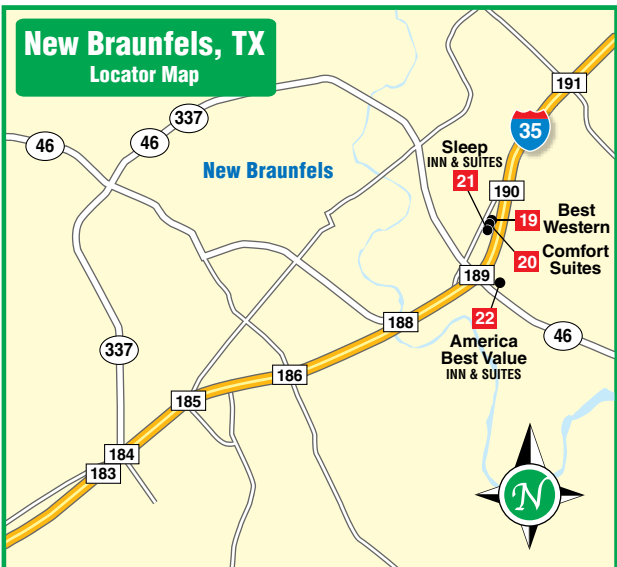 New Braunfels, TX
Locator Map
191
337
35
46
46
Sleep
INN & SUITES
New Braunfels
21
190
19
Best
Western
20
Comfort
Suites
189
22
188
46
America
Best Value
INN & SUITES
337
186
185
184
183
N